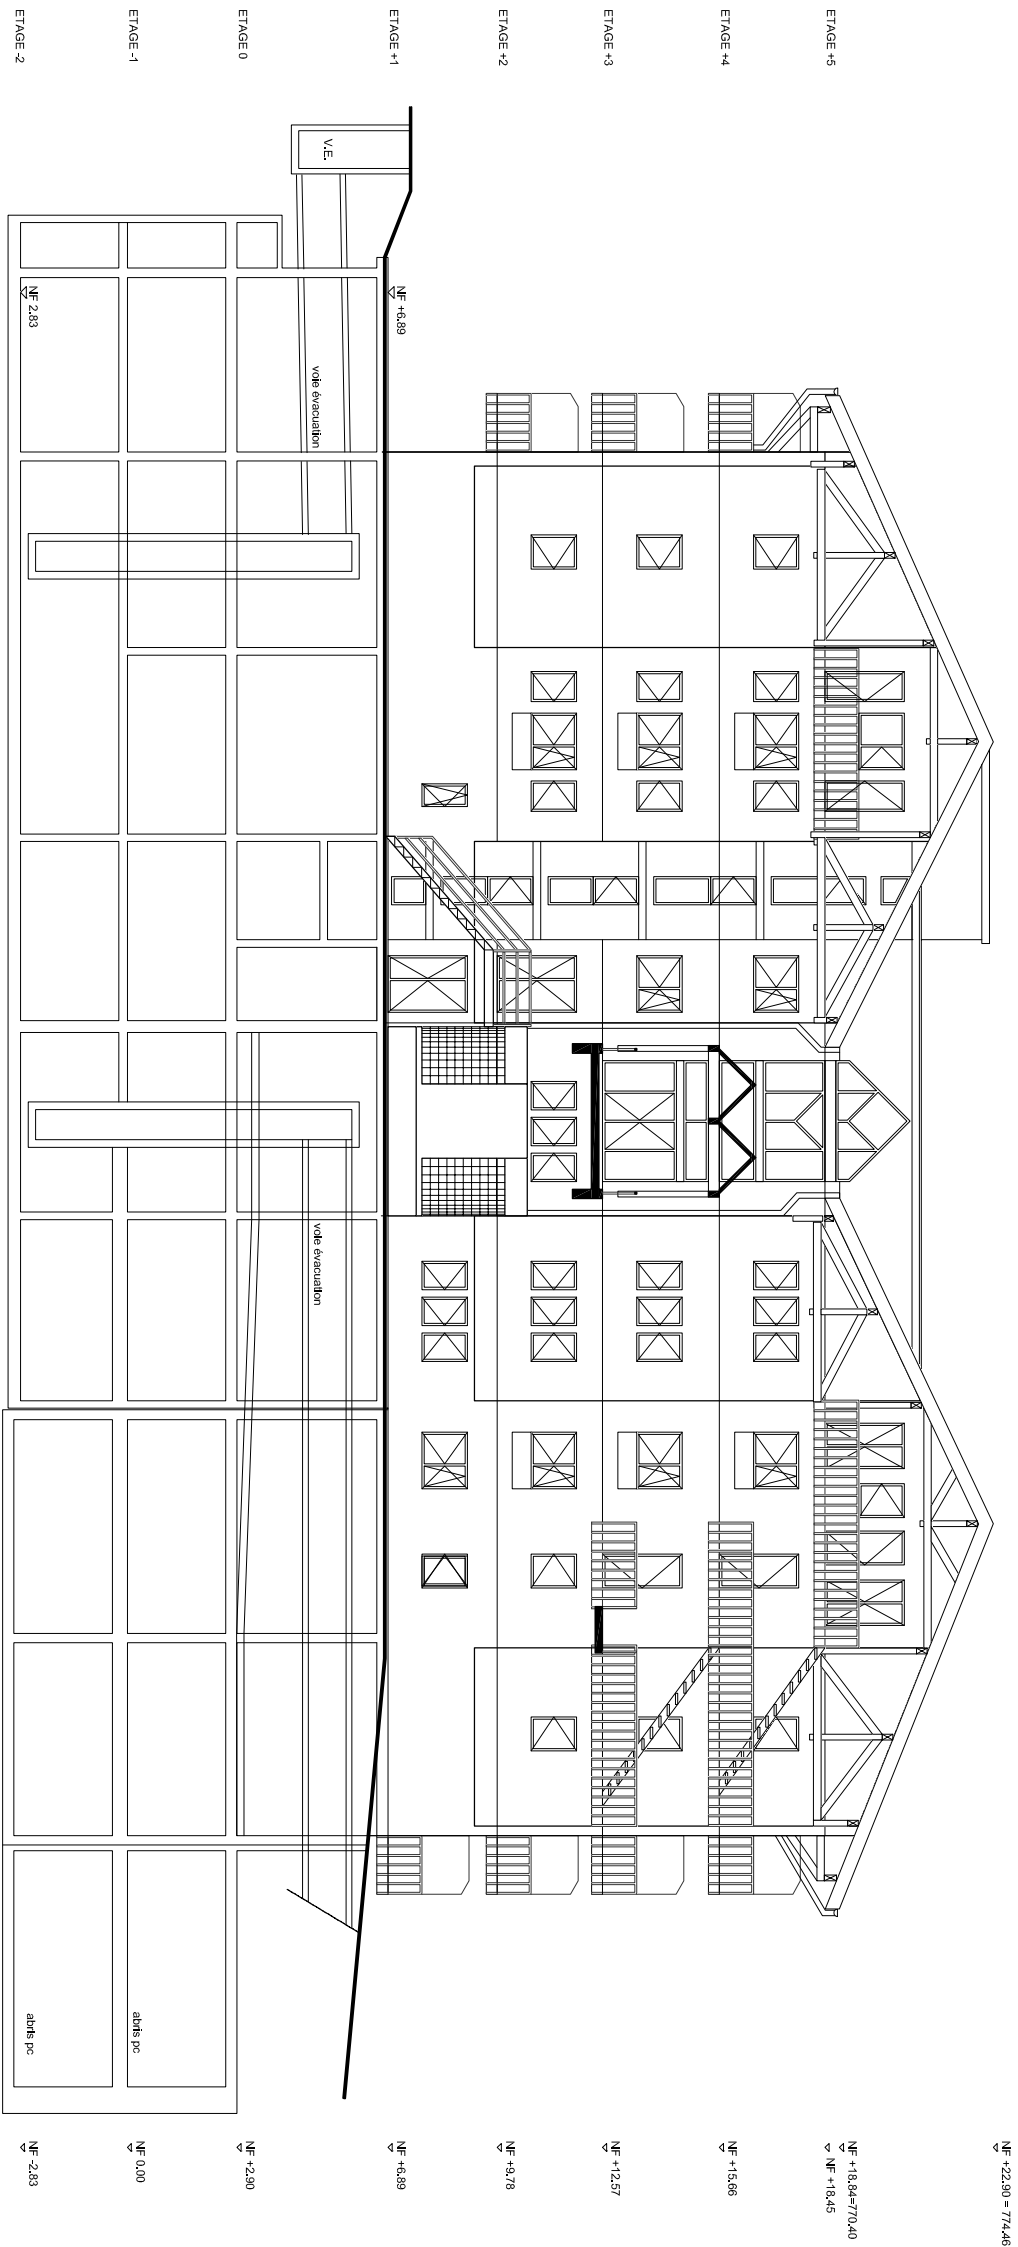 ETAGE +5
ETAGE +4
ETAGE +3
ETAGE +2
ETAGE +1
ETAGE 0
ETAGE -1
ETAGE -2
V.E.
NF +6.89
NF 2.83
voie évacuation
voie évacuation
abris pc
abris pc
NF +22.90 = 774.46
NF +18.84=770.40
NF +18.45
NF +15.66
NF +12.57
NF +9.78
NF +6.89
NF +2.90
NF 0.00
NF -2.83